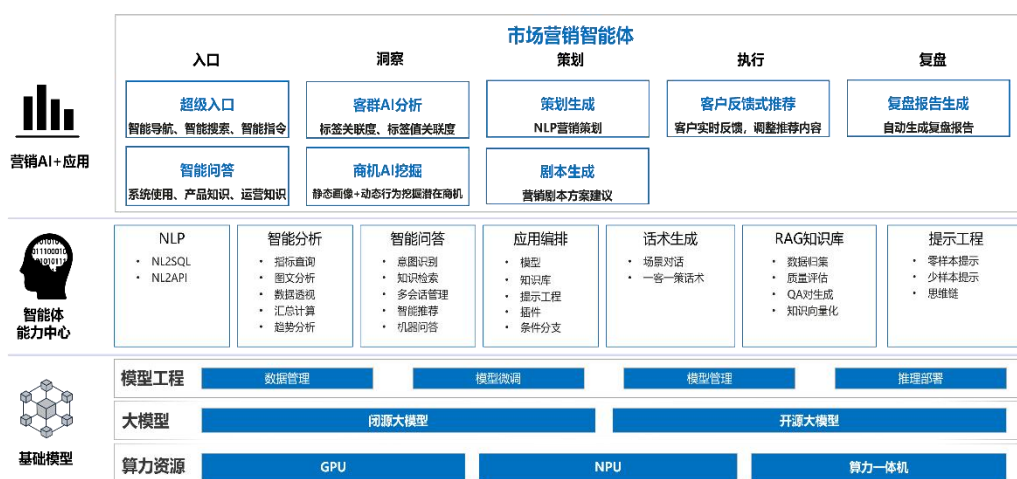 市场营销智能体
入口
洞察
策划
执行
复盘
超级入口
智能导航、智能搜索、智能指令
客群AI分析
标签关联度、标签值关联度
策划生成
NLP营销策划
客户反馈式推荐
客户实时反馈，调整推荐内容
复盘报告生成
自动生成复盘报告
营销AI+应用
智能问答
系统使用、产品知识、运营知识
商机AI挖掘
静态画像+动态行为挖掘潜在商机
剧本生成
营销剧本方案建议
智能体
能力中心
NLP
• NL2SQL
• NL2API
智能分析
• 指标查询
• 图文分析
• 数据透视
• 汇总计算
• 趋势分析
智能问答
• 意图识别
• 知识检索
• 多会话管理
• 智能推荐
• 机器问答
应用编排
• 模型
• 知识库
• 提示工程
• 插件
• 条件分支
话术生成
• 场景对话
• 一客一策话术
RAG知识库
• 数据归集
• 质量评估
• QA对生成
• 知识向量化
提示工程
• 零样本提示
• 少样本提示
• 思维链
基础模型
模型工程
数据管理
模型微调
模型管理
推理部署
大模型
闭源大模型
开源大模型
算力资源
GPU
NPU
算力一体机